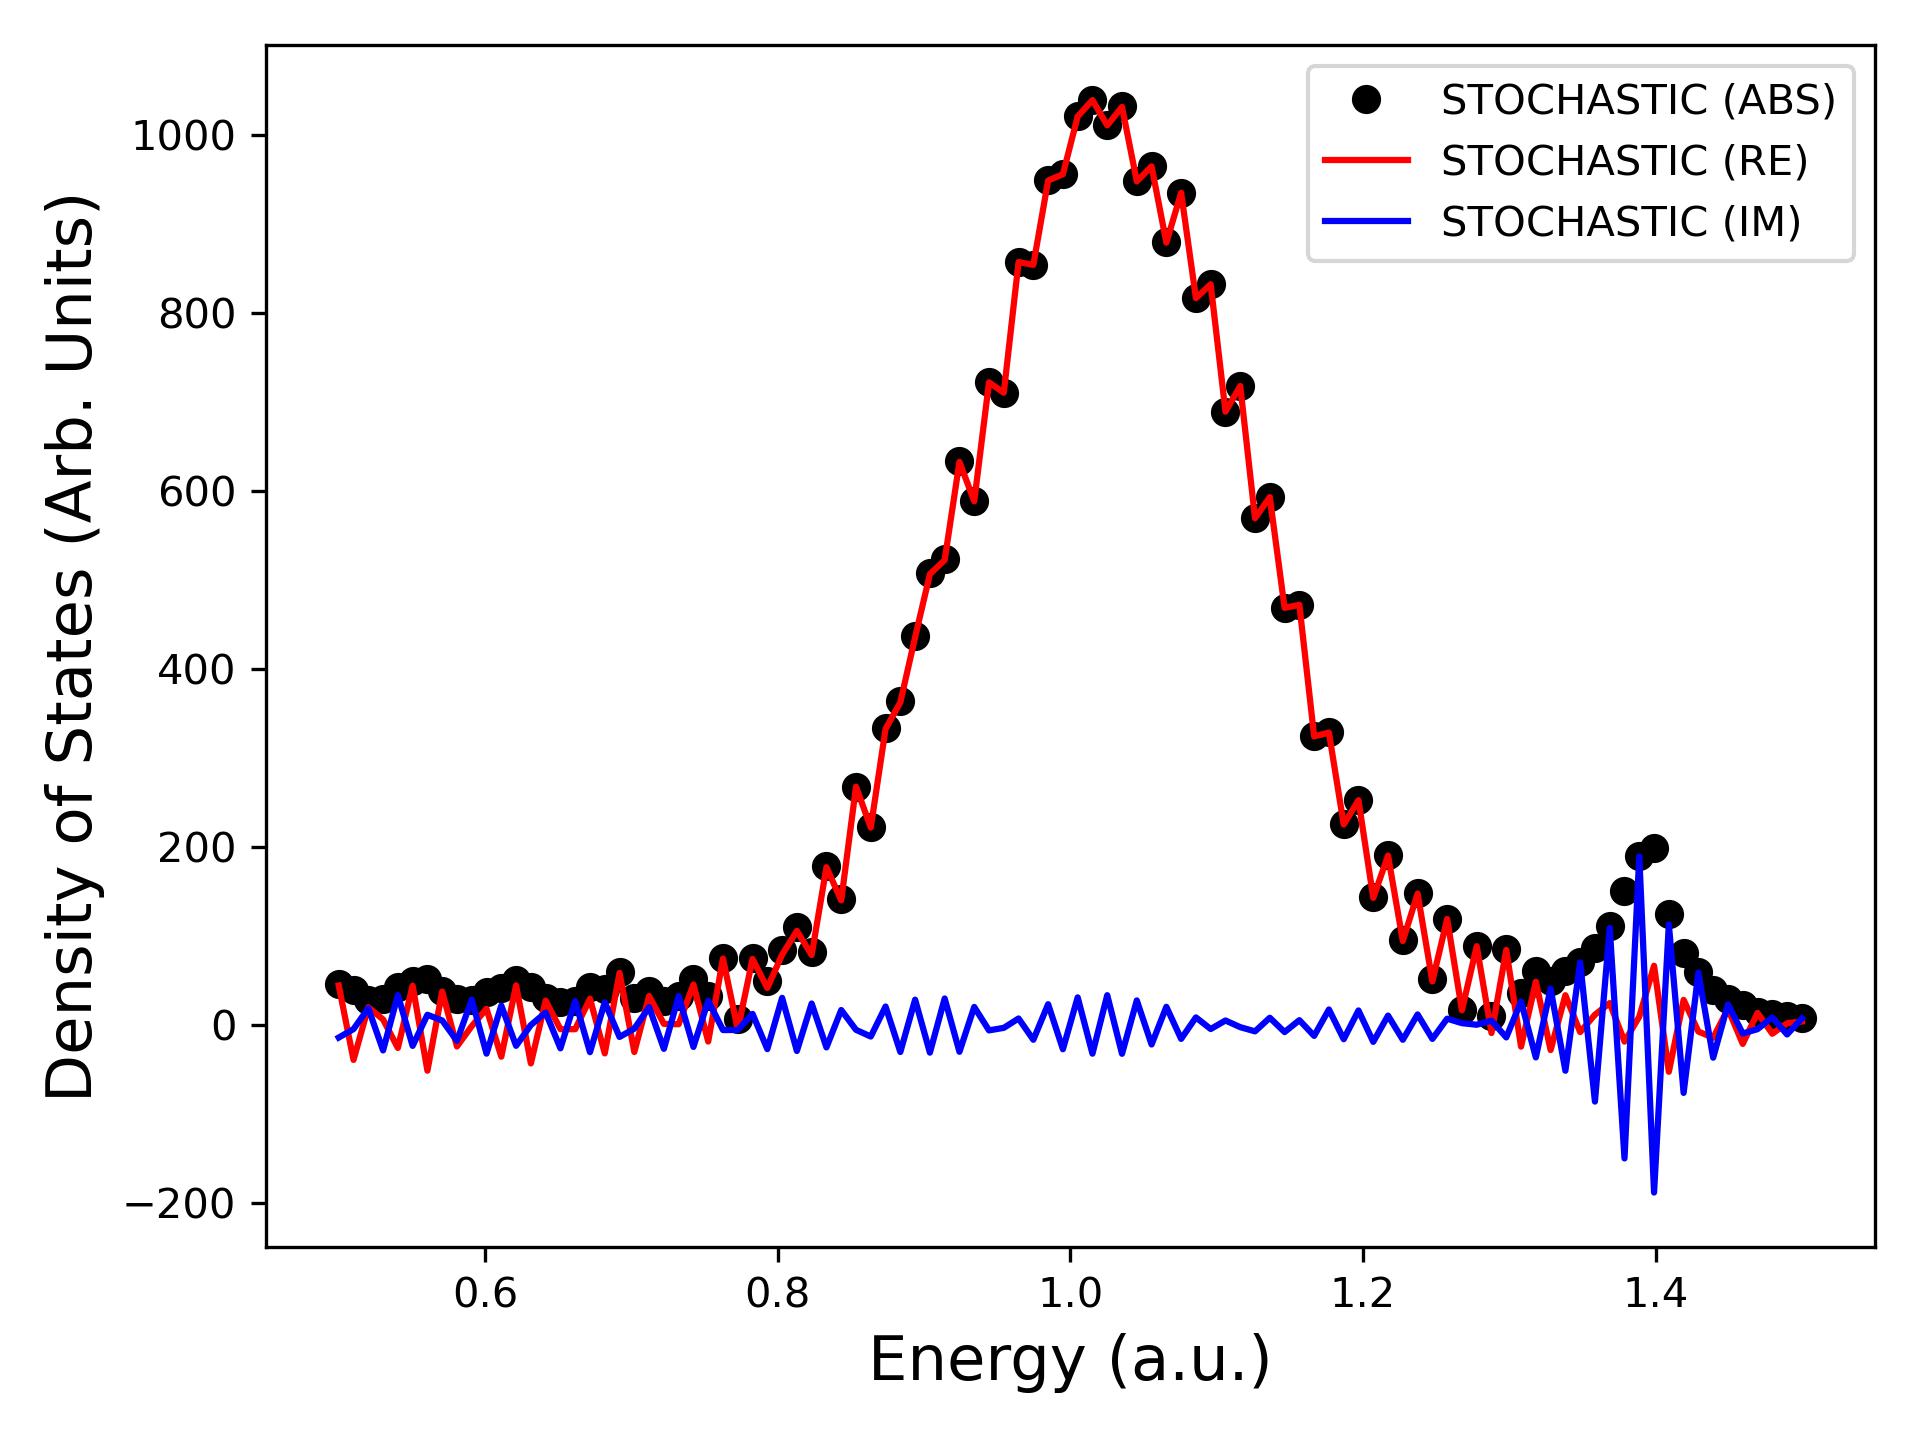 STOCHASTIC (ABS)
STOCHASTIC (RE)
STOCHASTIC (IM)
1000
800
600
400
200
0
−200
Density of States (Arb. Units)
0.6 0.8 1.0 1.2 1.4
Energy (a.u.)